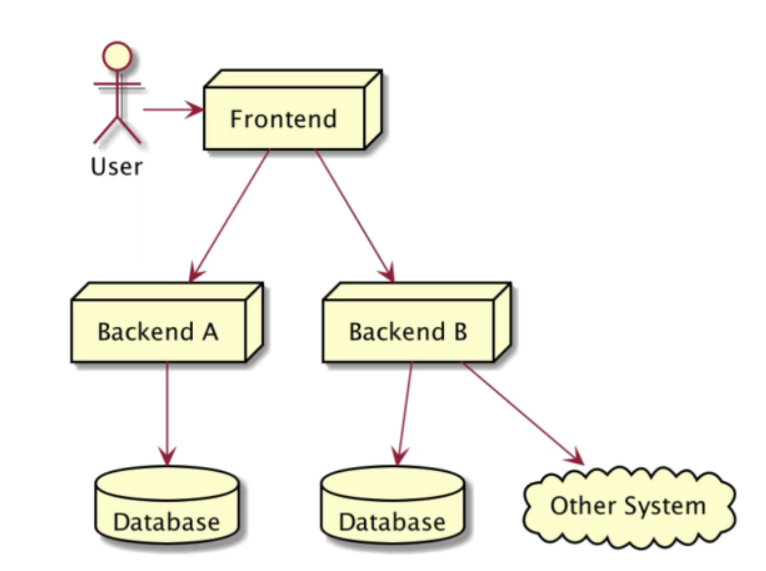 Frontend
User
Backend A
Backend B
Database
Database
Other System